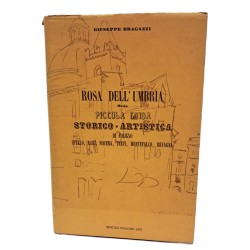 GIUSEPPE BRAGAZZI
ROSA DELL'UMBRIA
PICCOLA GUIDA
STORICO-ARTISTICA
DI FOLIGNO
SPELLO, ASSISI, NOCERA, TREVI, MONTEFALCO, BEVAGNA